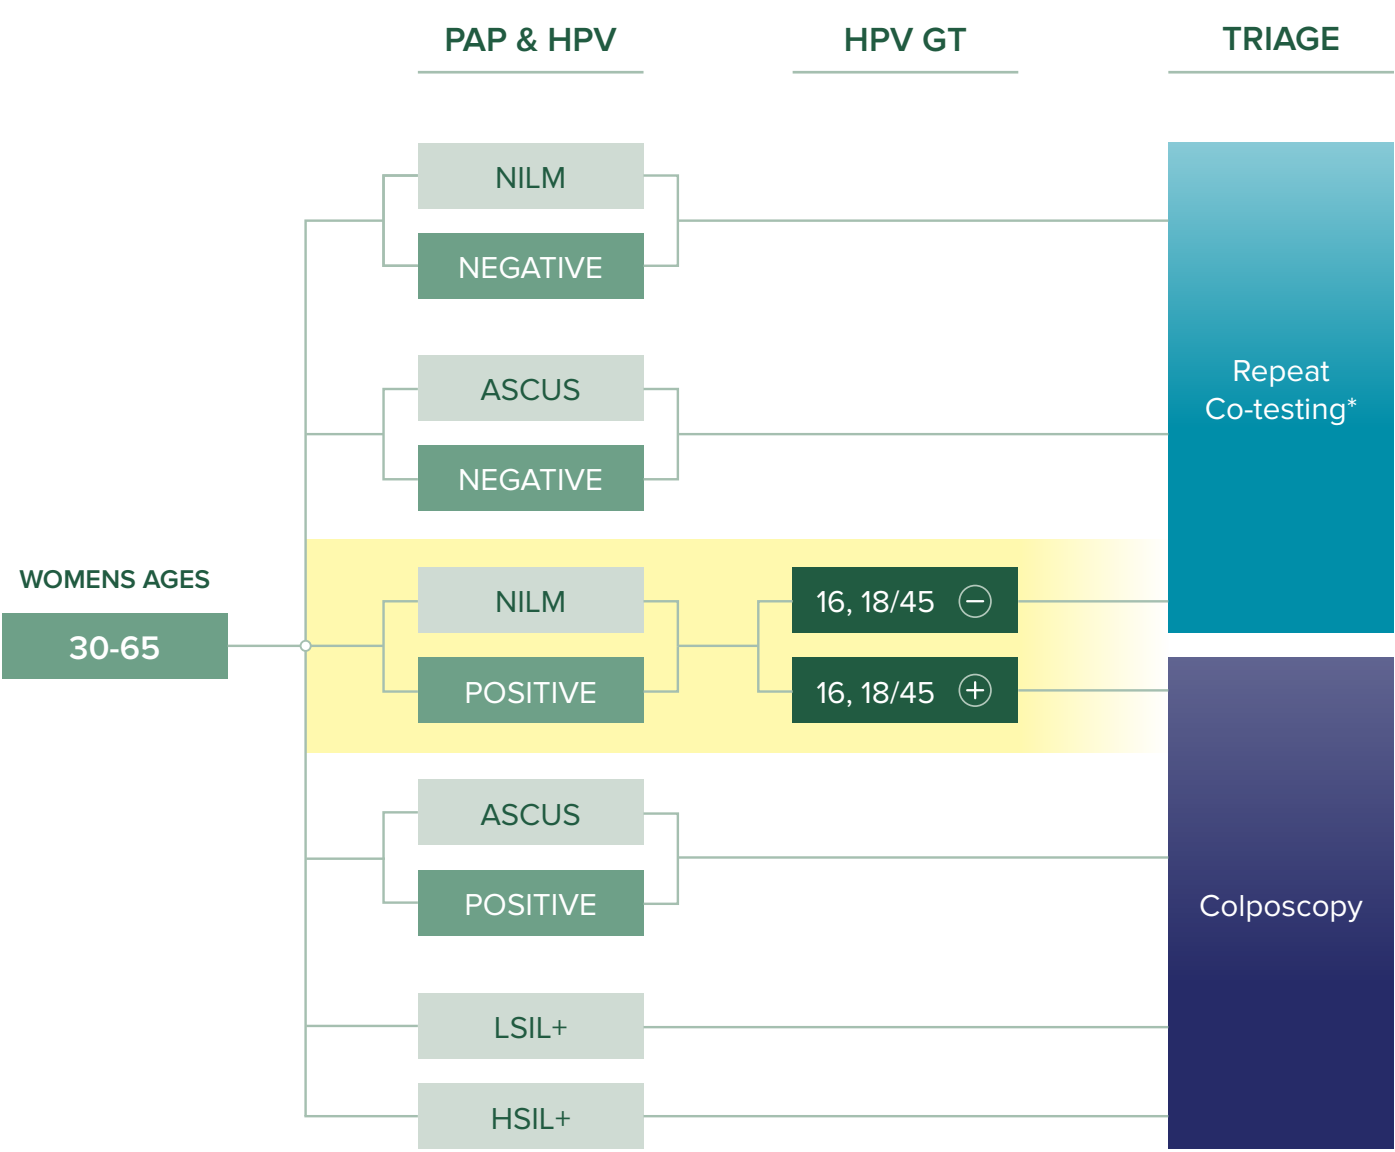 PAP & HPV
HPV GT
TRIAGE
NILM
NEGATIVE
ASCUS
NEGATIVE
Repeat
Co-testing*
WOMENS AGES
30-65
NILM
POSITIVE
16, 18/45 −
16, 18/45 +
ASCUS
POSITIVE
Colposcopy
LSIL+
HSIL+